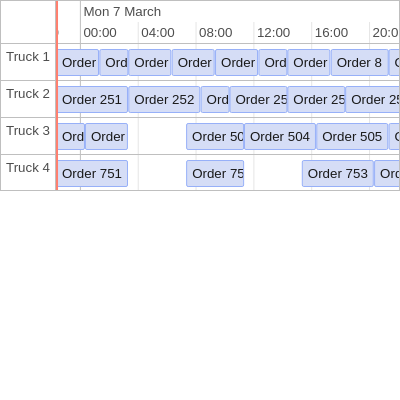 Mon 7 March
00:00 04:00 08:00 12:00 16:00 20:0
Truck 1 Order Ord Order Order Order Ord Order Order 8
Truck 2 Order 251 Order 252 Ord Order 25 Order 25 Order 25
Truck 3 Ord Order Order 50 Order 504 Order 505
Truck 4 Order 751 Order 75 Order 753 Ord